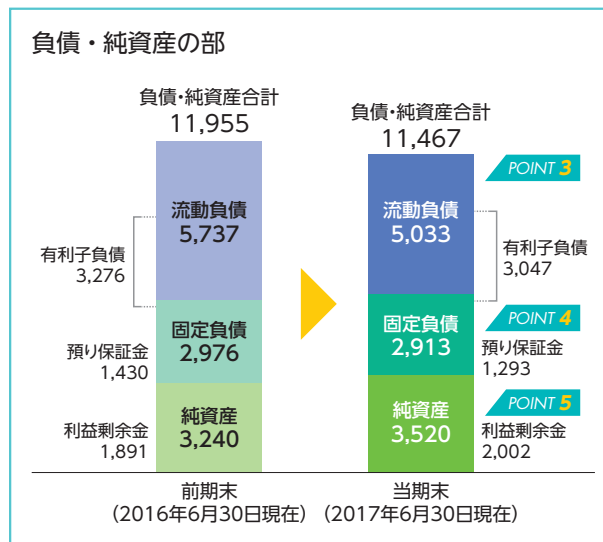 負債・純資産の部
負債・純資産合計
11,955
流動負債
5,737
有利子負債
3,276
固定負債
2,976
預り保証金
1,430
純資産
3,240
利益剰余金
1,891
前期末
（2016年6月30日現在）
負債・純資産合計
11,467
POINT 3
流動負債
5,033
有利子負債
3,047
固定負債
2,913
POINT 4
預り保証金
1,293
純資産
3,520
POINT 5
利益剰余金
2,002
当期末
（2017年6月30日現在）